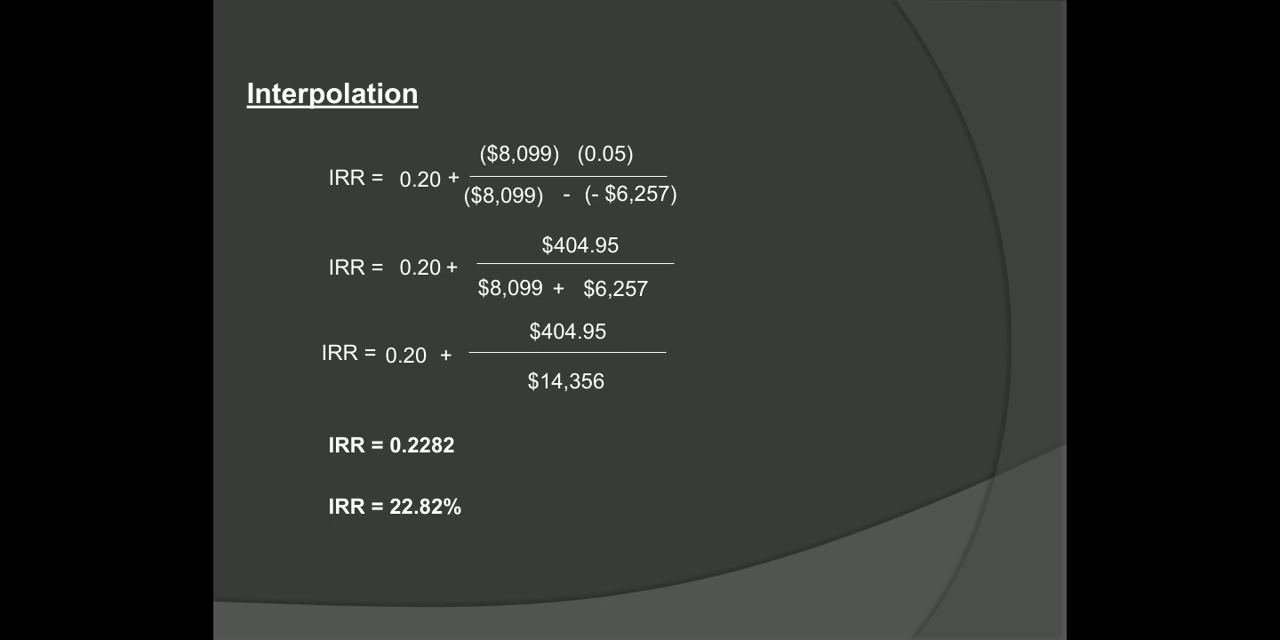 Interpolation
($8,099) (0.05)
IRR = 0.20 +
($8,099) - (- $6,257)
$404.95
IRR = 0.20 +
$8,099 + $6,257
$404.95
IRR = 0.20 +
$14,356
IRR = 0.2282
IRR = 22.82%